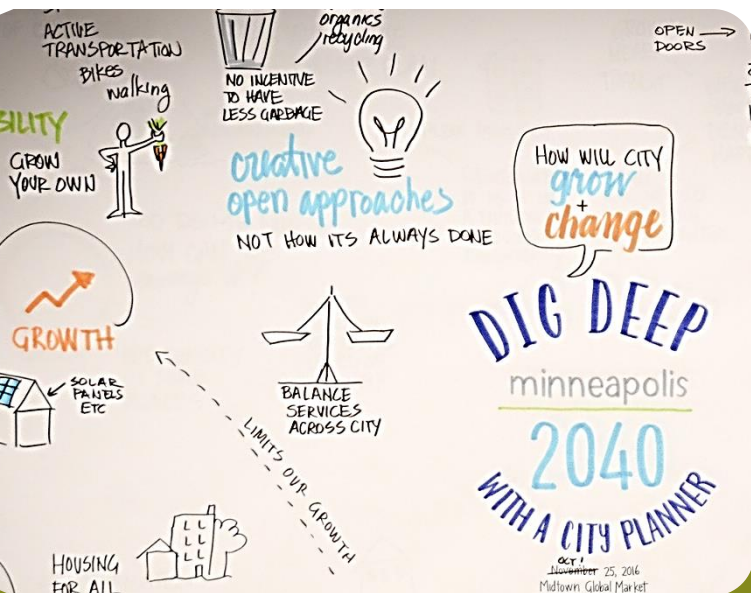 ACTIVE
TRANSPORTATION
BIKES
walking
SILITY
GROW
YOUR OWN
organics
recycling
NO INCENTIVE
TO HAVE
LESS GARBAGE
creative
open approaches
NOT HOW ITS ALWAYS DONE
OPEN
DOORS
HOW WILL CITY
grow
+
change
GROWTH
SOLAR
PANELS
ETC
BALANCE
SERVICES
ACROSS CITY
LIMITS OUR GROWTH
HOUSING
FOR ALL
DIG DEEP
minneapolis
2040
WITH A CITY PLANNER
OCT
November 25, 2016
Midtown Global Market